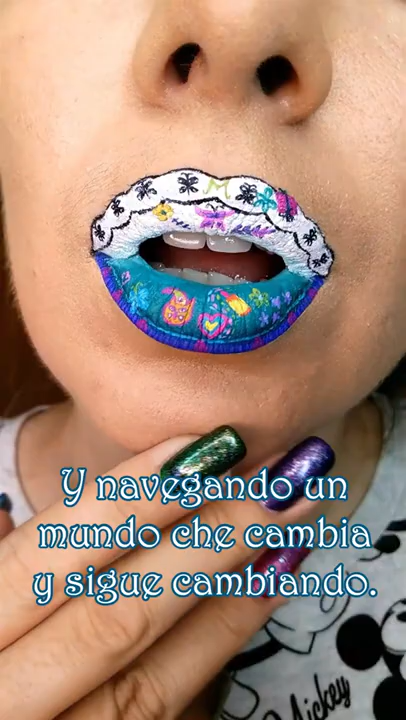 M
Y navegando un
mundo che cambia
y sigue cambiando.
Mickey